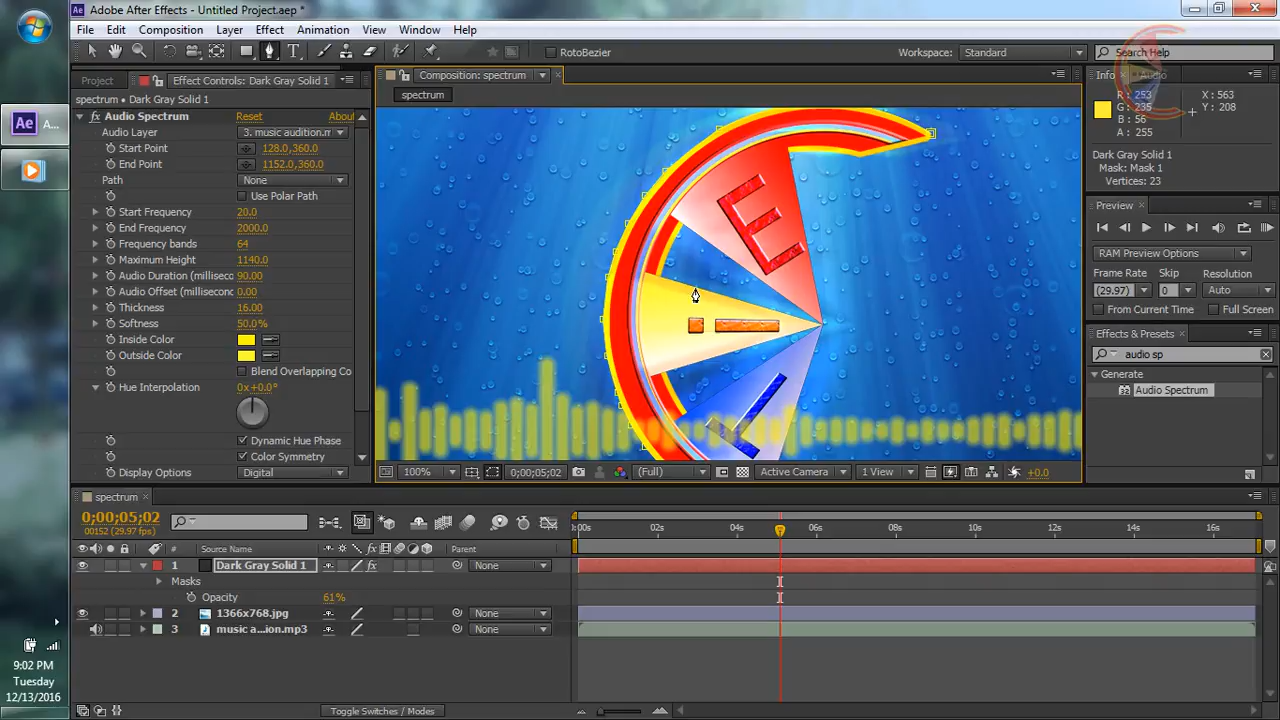 Adobe After Effects - Untitled Project.aep *
File Edit Composition Layer Effect Animation View Window Help
RotoBezier
Workspace: Standard
Search Help
Project Effect Controls: Dark Gray Solid 1
Composition: spectrum
Info Audio
spectrum • Dark Gray Solid 1
spectrum
R: 253 X: 563
G: 235 Y: 208
B: 56
A: 255
fx Audio Spectrum Reset Abou
Audio Layer 3. music audition.m
Start Point 128.0,360.0
End Point 1152.0,360.0
Path None
Use Polar Path
Start Frequency 20.0
End Frequency 2000.0
Frequency bands 64
Maximum Height 1140.0
Audio Duration (millisec 90.00
Audio Offset (millisecon 0.00
Thickness 16.00
Softness 50.0%
Inside Color
Outside Color
Blend Overlapping Co
Hue Interpolation 0x+0.0°
Dynamic Hue Phase
Color Symmetry
Display Options Digital
E
i
T
Dark Gray Solid 1
Mask: Mask 1
Vertices: 23
Preview
RAM Preview Options
Frame Rate Skip Resolution
(29.97) 0 Auto
From Current Time Full Screen
Effects & Presets
audio sp
Generate
32 Audio Spectrum
100% 0;00;05;02 (Full) Active Camera 1 View +0.0
spectrum
0;00;05;02
00152 (29.97 fps)
:00s 02s 04s 06s 08s 10s 12s 14s 16s
# Source Name fx Parent
1 Dark Gray Solid 1 fx None
Masks
Opacity 61%
2 1366x768.jpg None
3 music a...ion.mp3 None
Toggle Switches / Modes
Ae A...
9:02 PM
Tuesday
12/13/2016